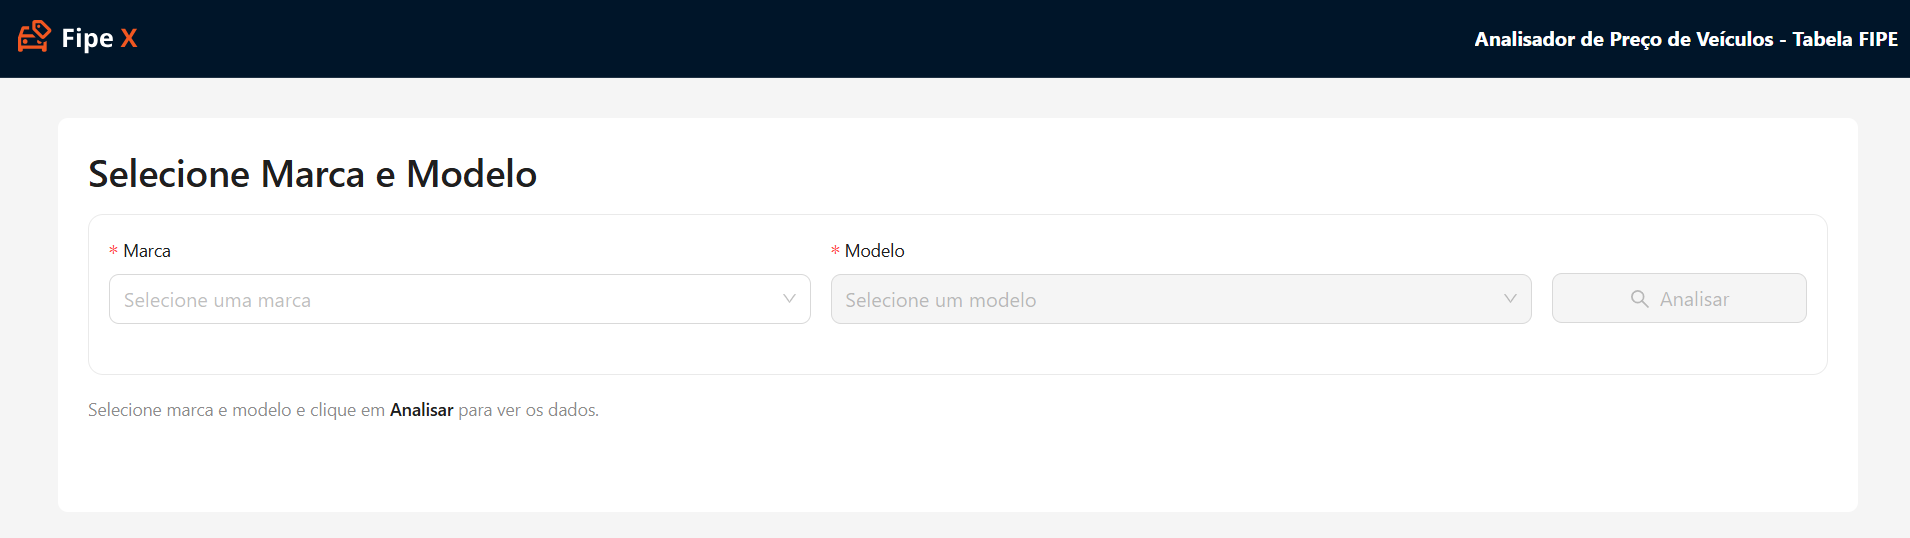 Fipe X
Analisador de Preço de Veículos - Tabela FIPE
Selecione Marca e Modelo
* Marca
* Modelo
Selecione uma marca
Selecione um modelo
Analisar
Selecione marca e modelo e clique em Analisar para ver os dados.